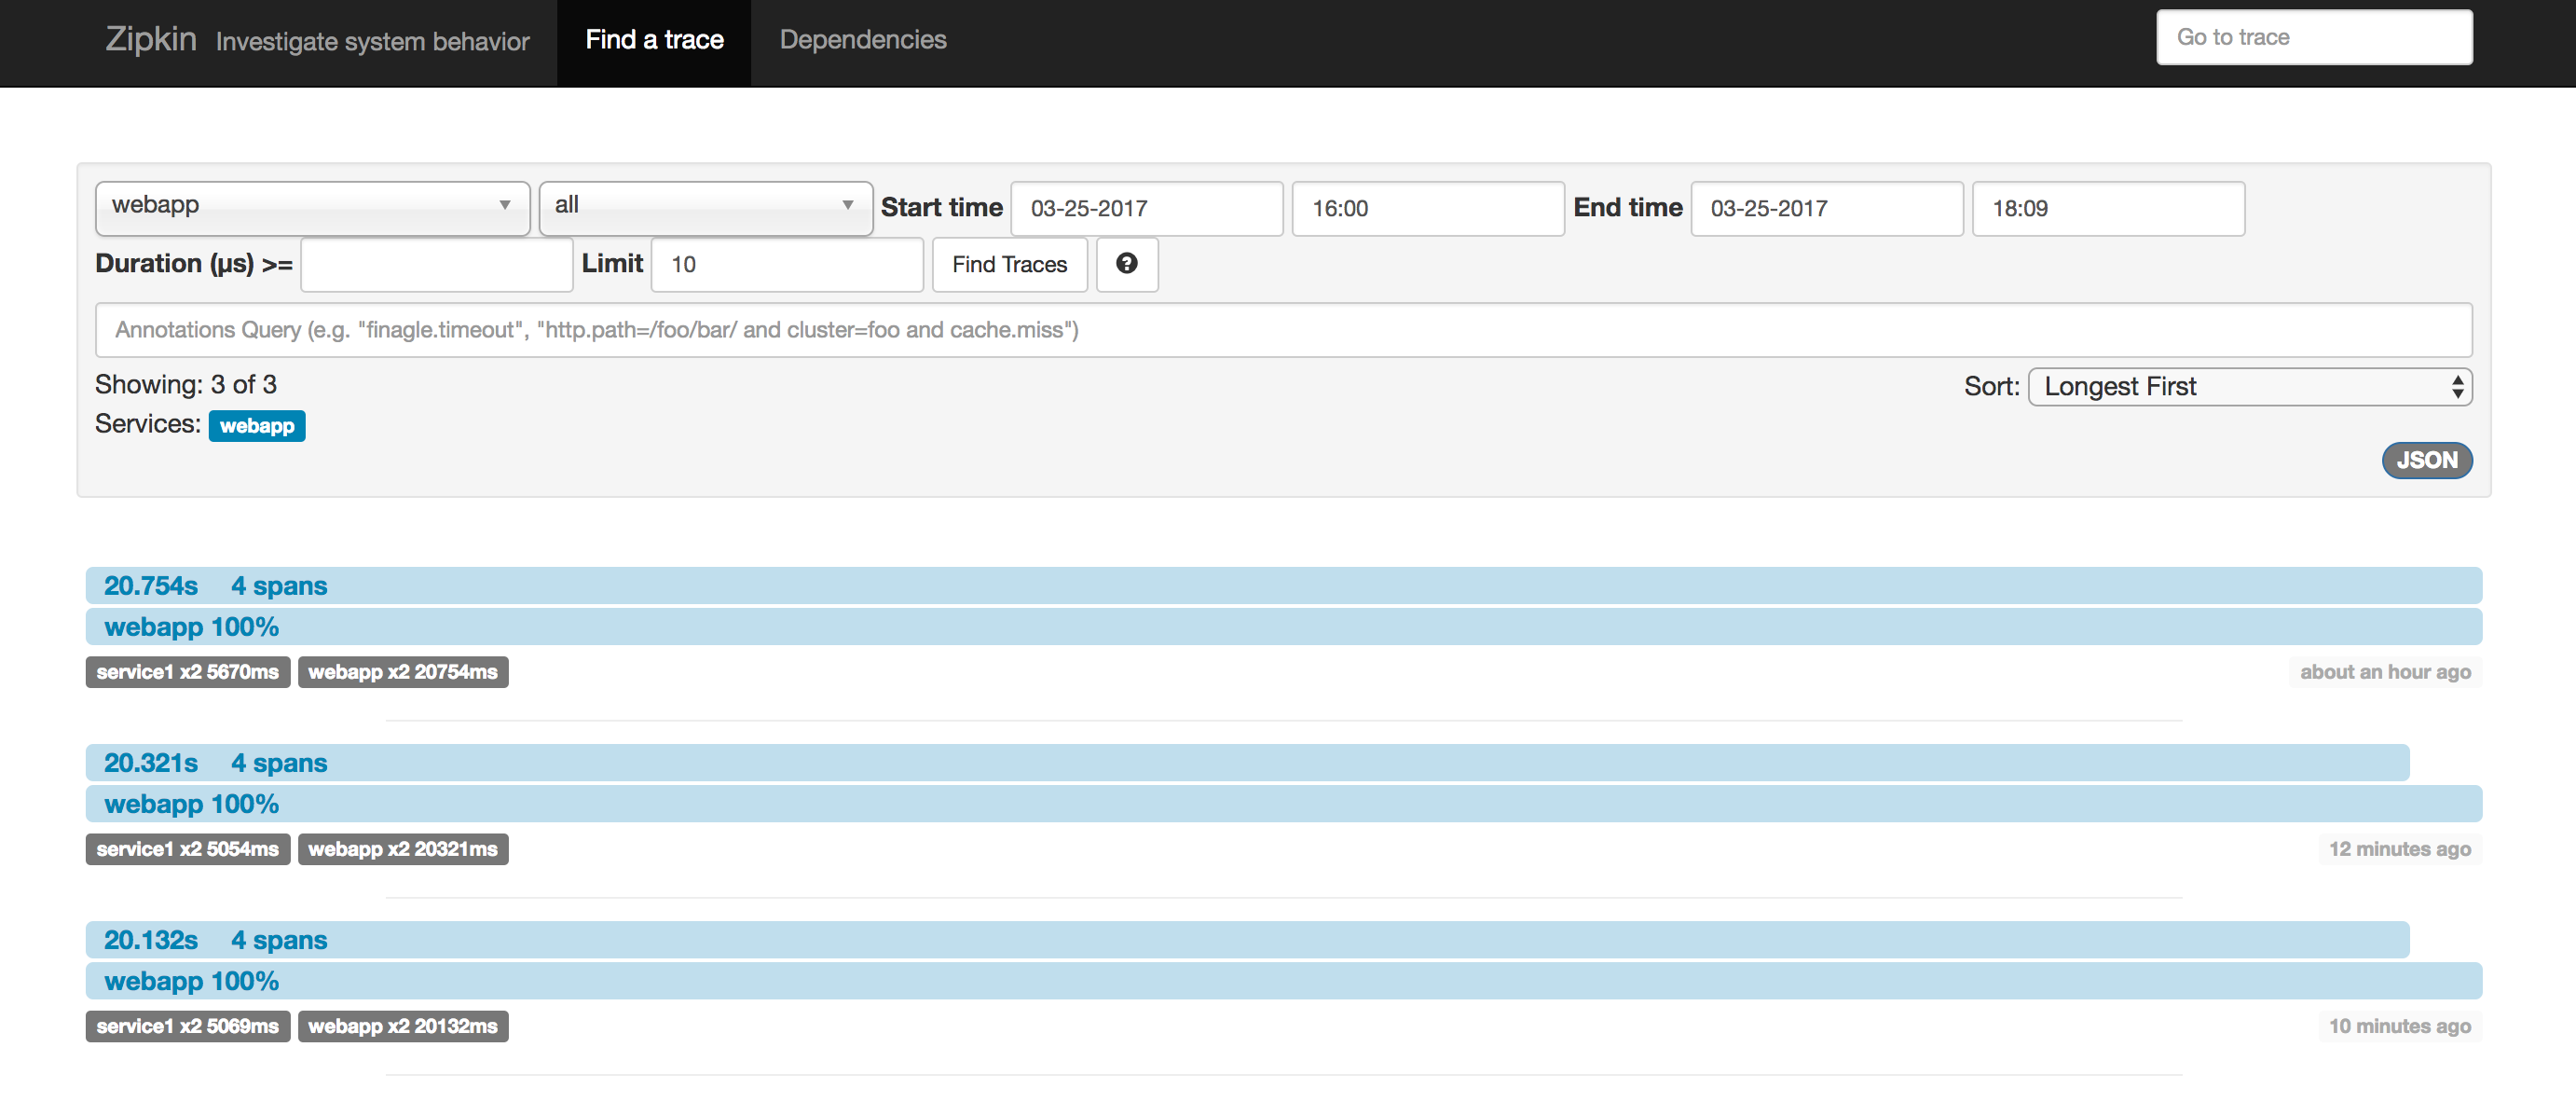 Zipkin Investigate system behavior Find a trace Dependencies Go to trace
webapp all Start time 03-25-2017 16:00 End time 03-25-2017 18:09
Duration (µs) >= Limit 10 Find Traces ?
Annotations Query (e.g. "finagle.timeout", "http.path=/foo/bar/ and cluster=foo and cache.miss")
Showing: 3 of 3 Sort: Longest First
Services: webapp
JSON
20.754s 4 spans
webapp 100%
service1 x2 5670ms webapp x2 20754ms about an hour ago
20.321s 4 spans
webapp 100%
service1 x2 5054ms webapp x2 20321ms 12 minutes ago
20.132s 4 spans
webapp 100%
service1 x2 5069ms webapp x2 20132ms 10 minutes ago